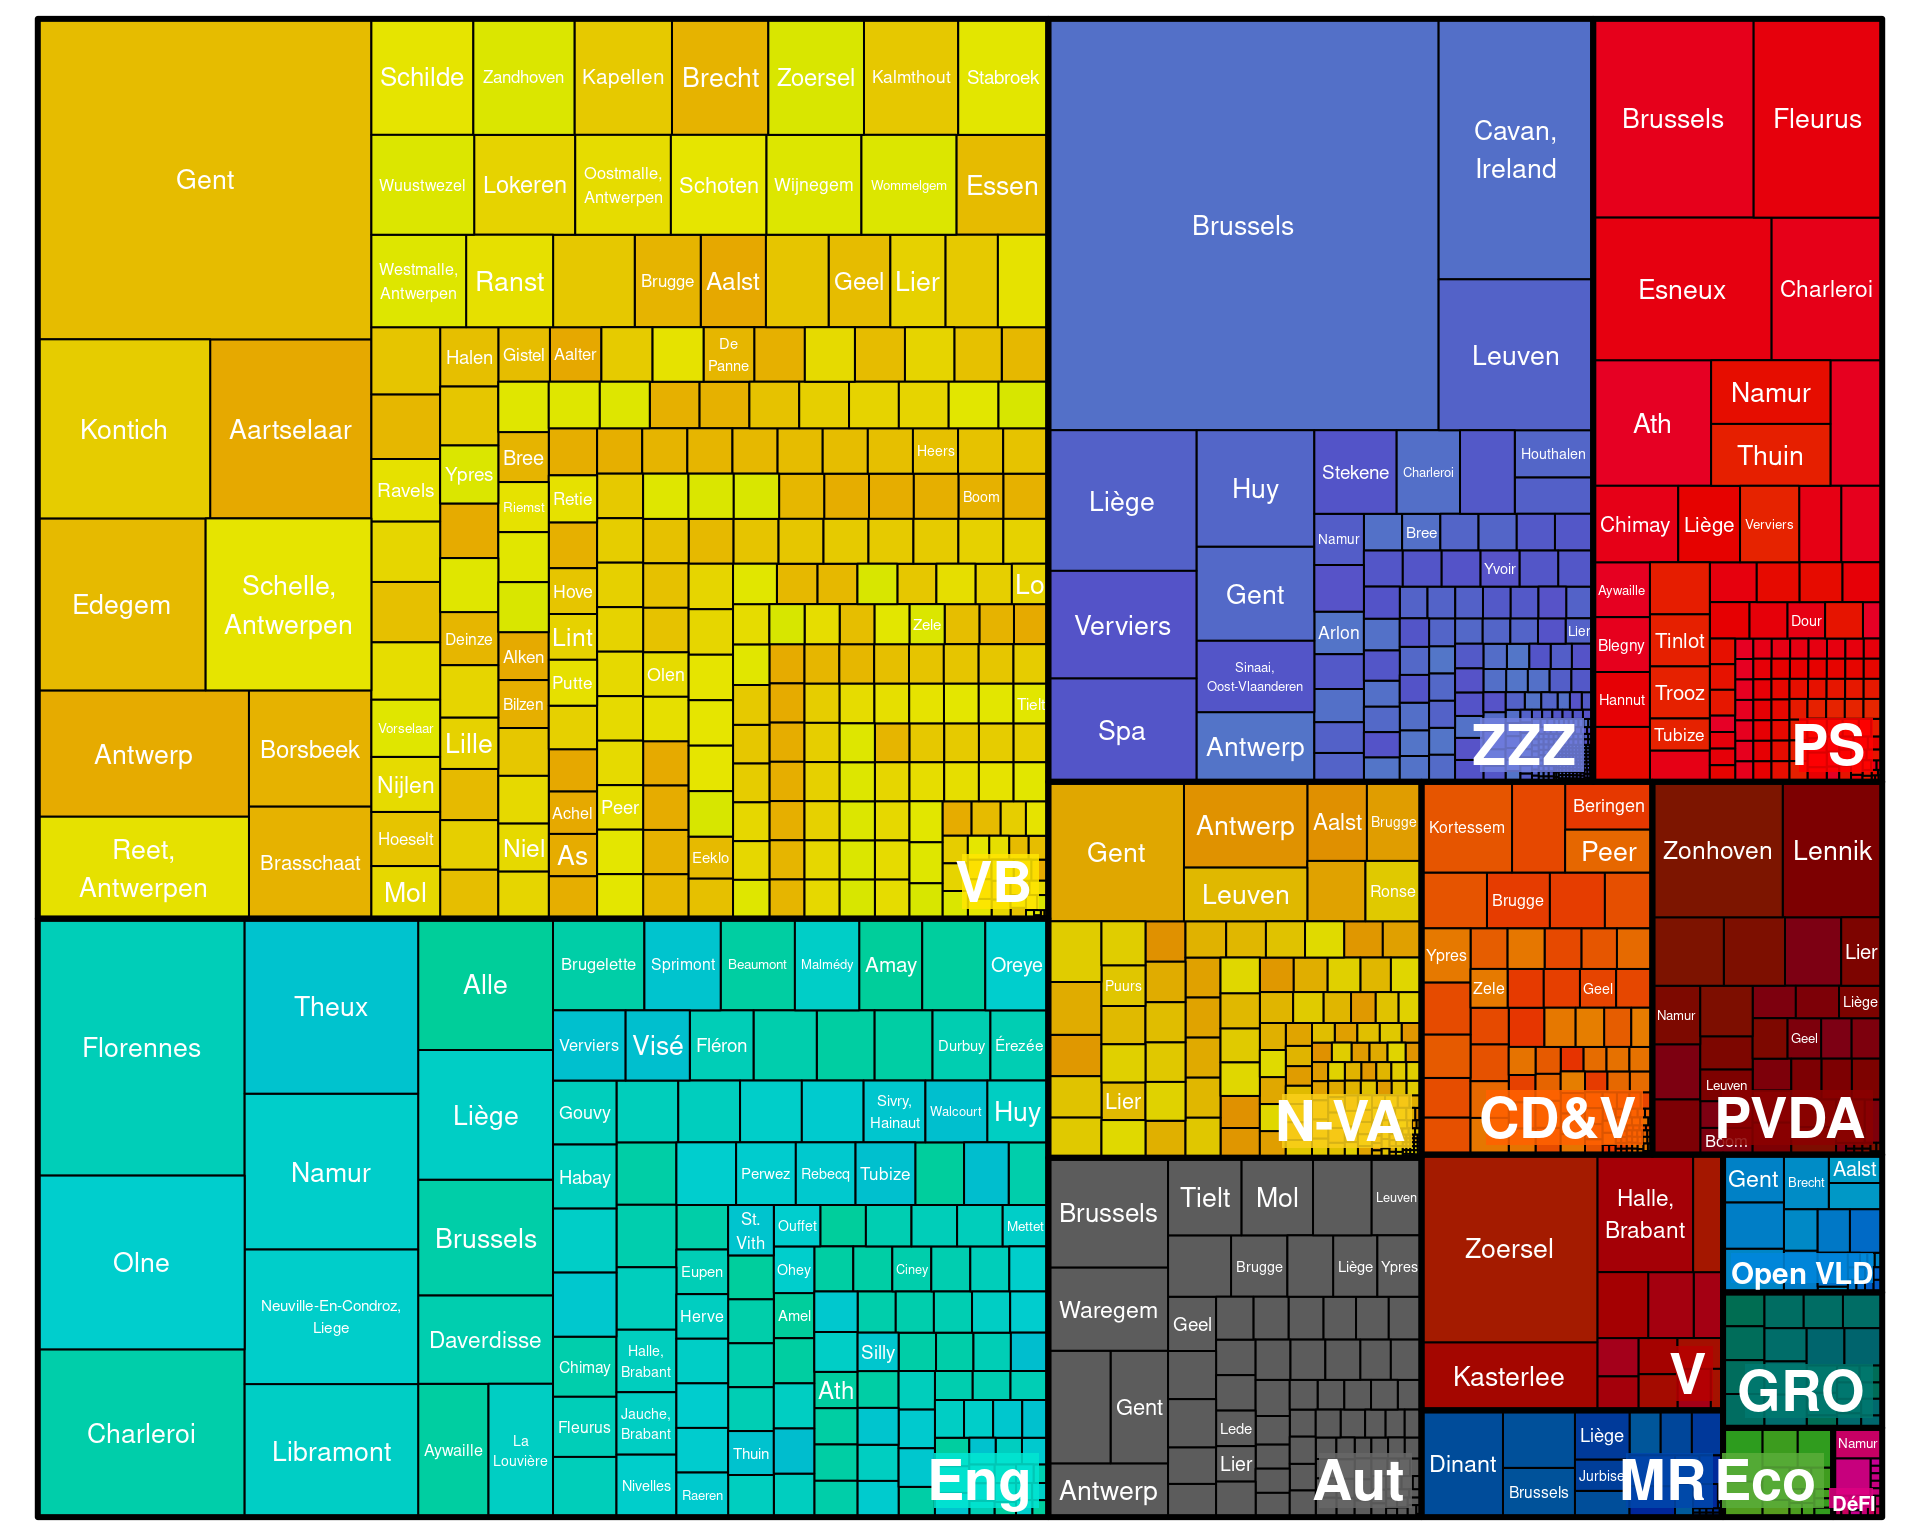 Gent
Schilde
Zandhoven
Kapellen
Brecht
Zoersel
Kalmthout
Stabroek
Wuustwezel
Lokeren
Oostmalle,
Antwerpen
Schoten
Wijnegem
Wommelgem
Essen
Westmalle,
Antwerpen
Ranst
Brugge
Aalst
Geel
Lier
Kontich
Aartselaar
Halen
Gistel
Aalter
De
Panne
Edegem
Schelle,
Antwerpen
Ravels
Ypres
Bree
Riemst
Retie
Heers
Boom
Hove
Lo
Deinze
Alken
Lint
Zele
Putte
Olen
Bilzen
Tielt
Antwerp
Borsbeek
Vorselaar
Lille
Nijlen
Achel
Peer
Reet,
Antwerpen
Brasschaat
Hoeselt
Niel
As
Eeklo
Mol
VB
Brussels
Cavan,
Ireland
Leuven
Liège
Huy
Stekene
Charleroi
Houthalen
Namur
Bree
Yvoir
Gent
Verviers
Arlon
Lier
Sinaai,
Oost-Vlaanderen
Spa
Antwerp
ZZZ
Brussels
Fleurus
Esneux
Charleroi
Ath
Namur
Thuin
Chimay
Liège
Verviers
Aywaille
Dour
Blegny
Tinlot
Hannut
Trooz
Tubize
PS
Florennes
Theux
Alle
Brugelette
Sprimont
Beaumont
Malmédy
Amay
Oreye
Verviers
Visé
Fléron
Durbuy
Érezée
Liège
Gouvy
Sivry,
Hainaut
Walcourt
Huy
Olne
Namur
Habay
Perwez
Rebecq
Tubize
Brussels
St.
Vith
Ouffet
Mettet
Eupen
Ohey
Ciney
Neuville-En-Condroz,
Liege
Daverdisse
Herve
Amel
Chimay
Halle,
Brabant
Silly
Ath
Charleroi
Libramont
Aywaille
La
Louvière
Fleurus
Jauche,
Brabant
Thuin
Nivelles
Raeren
Eng
Gent
Antwerp
Aalst
Brugge
Leuven
Ronse
Puurs
Lier
N-VA
Kortessem
Beringen
Peer
Brugge
Ypres
Zele
Geel
CD&V
Zonhoven
Lennik
Lier
Namur
Liège
Geel
Leuven
Boom
PVDA
Brussels
Tielt
Mol
Leuven
Waregem
Brugge
Liège
Ypres
Geel
Gent
Lede
Lier
Antwerp
Aut
Zoersel
Halle,
Brabant
Kasterlee
V
Gent
Brecht
Aalst
Open VLD
GRO
Dinant
Liège
Jurbise
Brussels
MR
Eco
Namur
DéFI